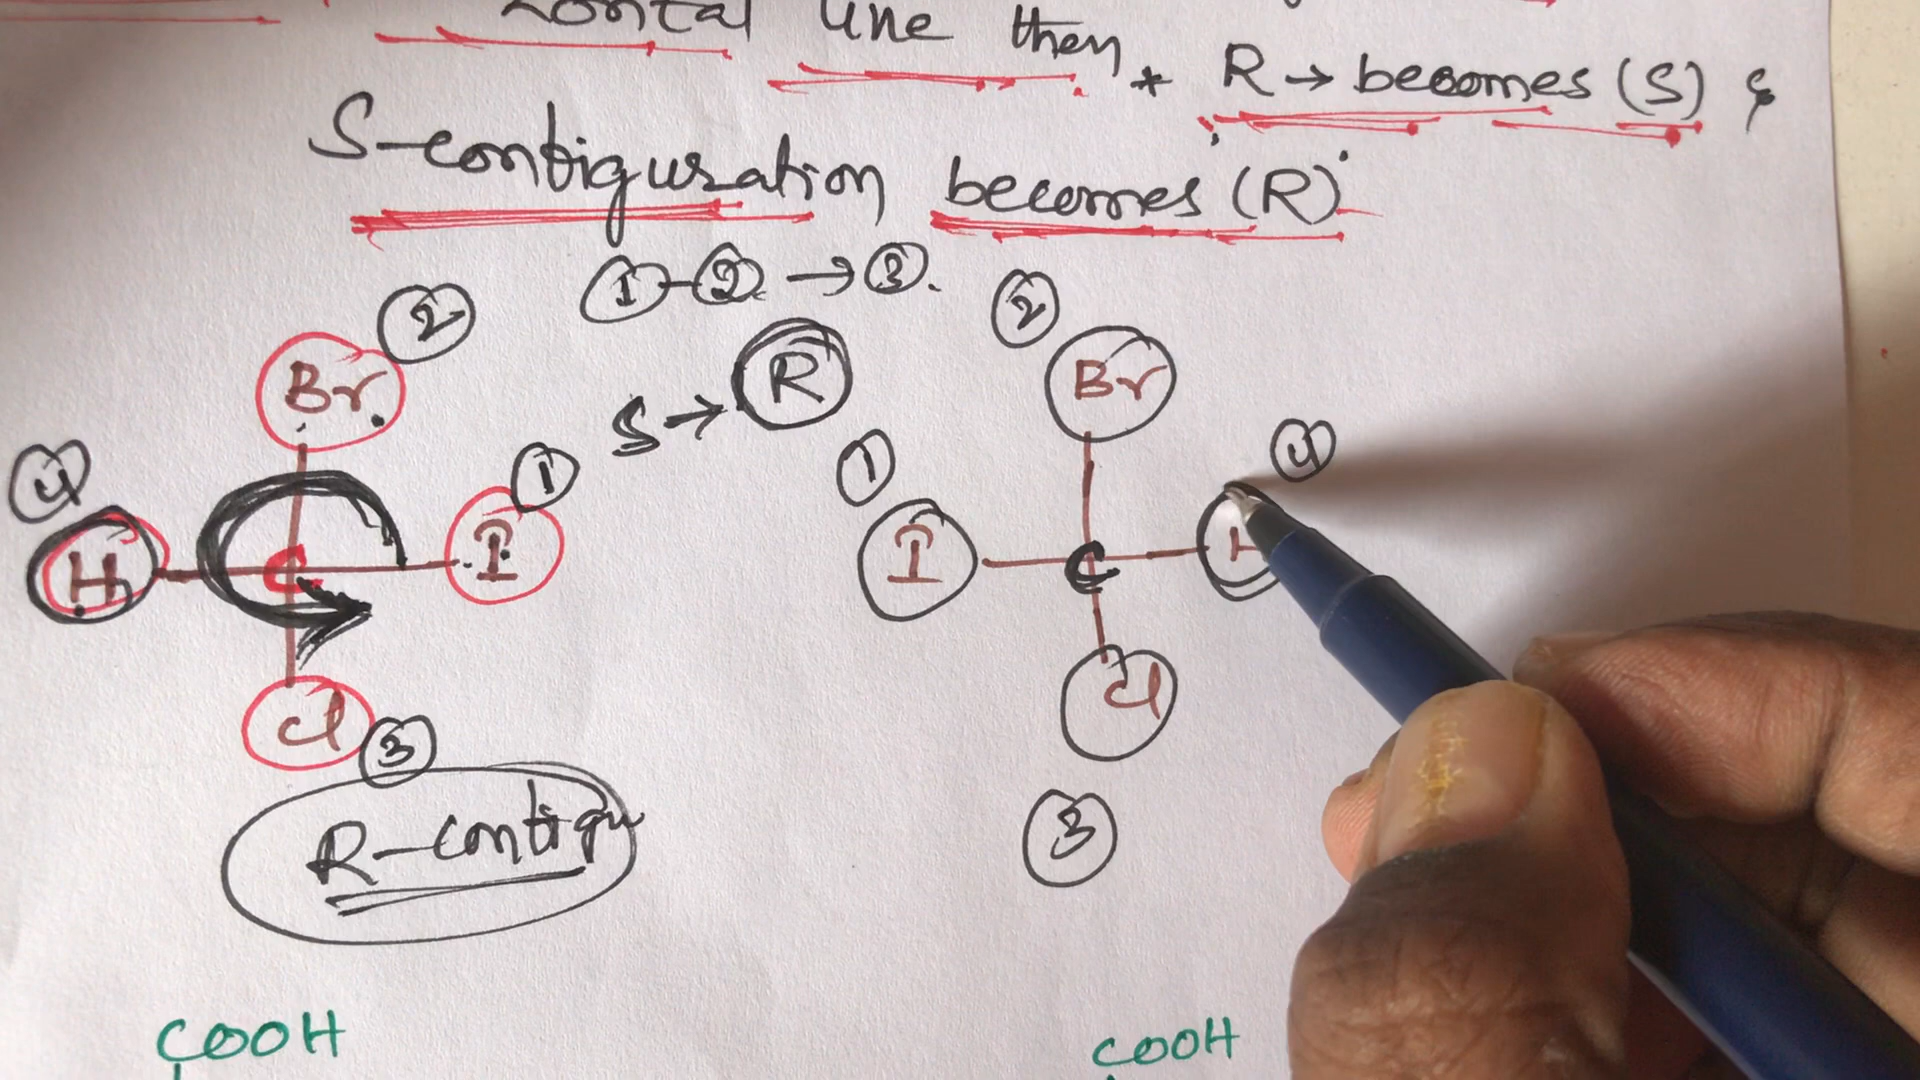 zontal line then * R → becomes (S) &
S-configuration becomes (R)
① - ② → ③.
② ②
Br Br
S → R
④ ① ① ④
H C I I C H
Cl Cl
③ ③
R-configu
COOH COOH